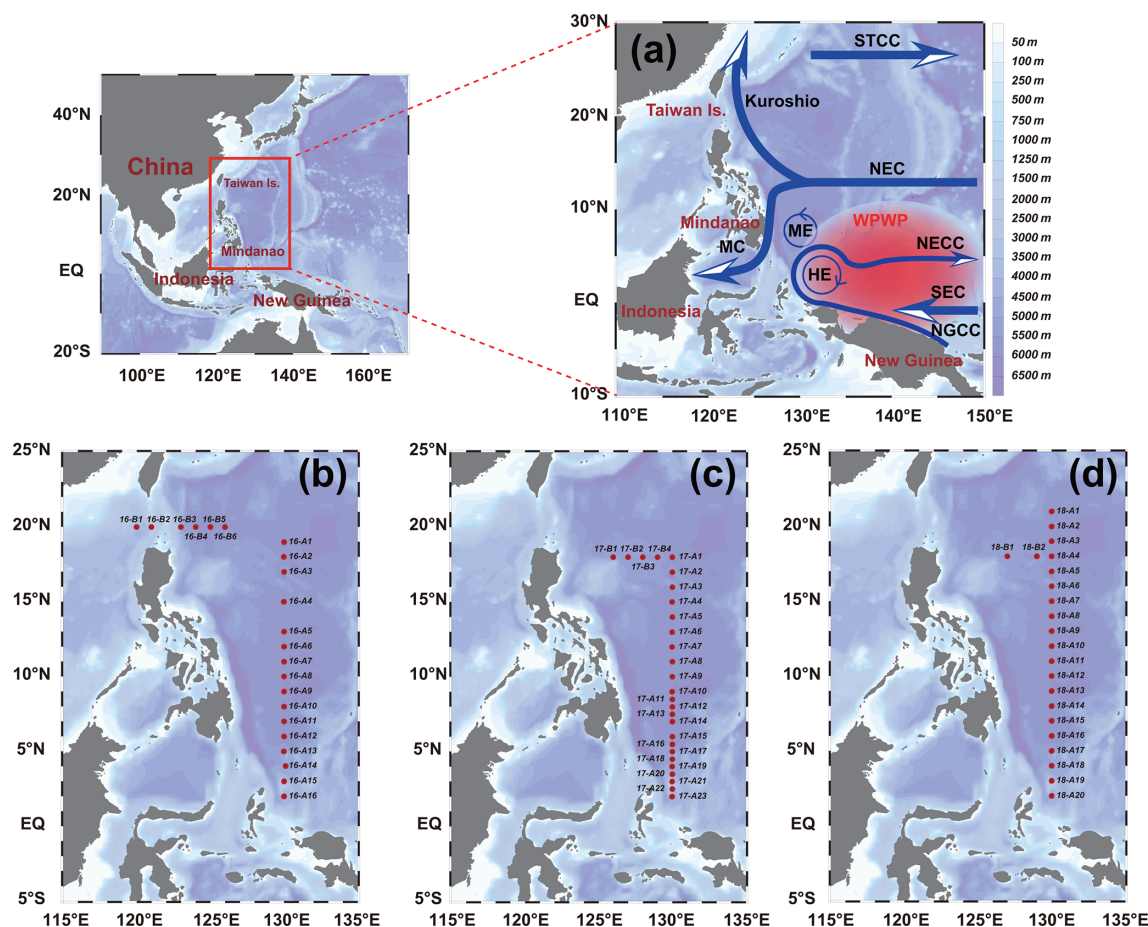 40°N
20°N
EQ
20°S
100°E
120°E
140°E
160°E
China
Taiwan Is.
Mindanao
Indonesia
New Guinea
(a)
30°N
20°N
10°N
EQ
10°S
110°E
120°E
130°E
140°E
150°E
STCC
Kuroshio
Taiwan Is.
NEC
WPWP
Mindanao
ME
MC
NECC
HE
SEC
Indonesia
NGCC
New Guinea
50 m
100 m
250 m
500 m
750 m
1000 m
1250 m
1500 m
2000 m
2500 m
3000 m
3500 m
4000 m
4500 m
5000 m
5500 m
6000 m
6500 m
(b)
25°N
20°N
15°N
10°N
5°N
EQ
5°S
115°E
120°E
125°E
130°E
135°E
16-B1
16-B2
16-B3
16-B5
16-B4
16-B6
16-A1
16-A2
16-A3
16-A4
16-A5
16-A6
16-A7
16-A8
16-A9
16-A10
16-A11
16-A12
16-A13
16-A14
16-A15
16-A16
(c)
25°N
20°N
15°N
10°N
5°N
EQ
5°S
115°E
120°E
125°E
130°E
135°E
17-B1
17-B2
17-B4
17-B3
17-A1
17-A2
17-A3
17-A4
17-A5
17-A6
17-A7
17-A8
17-A9
17-A10
17-A11
17-A12
17-A13
17-A14
17-A15
17-A16
17-A17
17-A18
17-A19
17-A20
17-A21
17-A22
17-A23
(d)
25°N
20°N
15°N
10°N
5°N
EQ
5°S
115°E
120°E
125°E
130°E
135°E
18-B1
18-B2
18-A1
18-A2
18-A3
18-A4
18-A5
18-A6
18-A7
18-A8
18-A9
18-A10
18-A11
18-A12
18-A13
18-A14
18-A15
18-A16
18-A17
18-A18
18-A19
18-A20